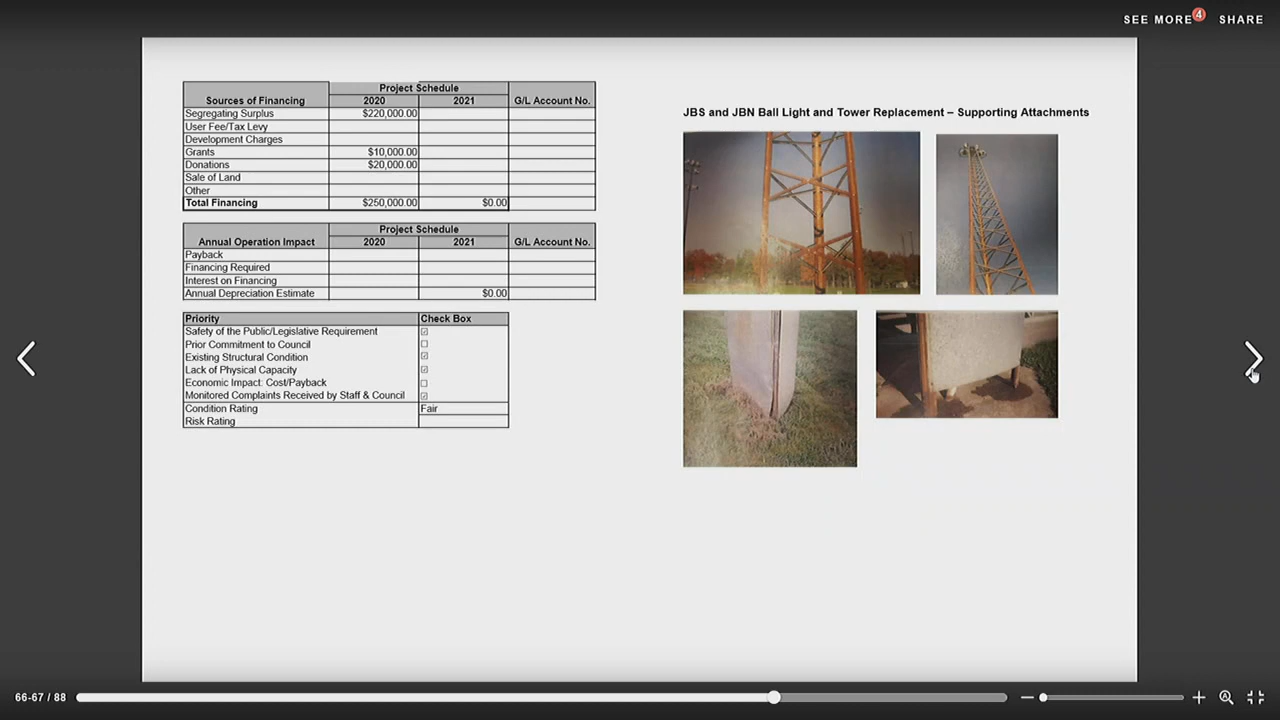 SEE MORE 4 SHARE
Project Schedule
Sources of Financing 2020 2021 G/L Account No.
Segregating Surplus $220,000.00
User Fee/Tax Levy
Development Charges
Grants $10,000.00
Donations $20,000.00
Sale of Land
Other
Total Financing $250,000.00 $0.00
Project Schedule
Annual Operation Impact 2020 2021 G/L Account No.
Payback
Financing Required
Interest on Financing
Annual Depreciation Estimate $0.00
Priority Check Box
Safety of the Public/Legislative Requirement ☑
Prior Commitment to Council ☐
Existing Structural Condition ☑
Lack of Physical Capacity ☑
Economic Impact: Cost/Payback ☐
Monitored Complaints Received by Staff & Council ☑
Condition Rating Fair
Risk Rating
JBS and JBN Ball Light and Tower Replacement – Supporting Attachments
66-67 / 88